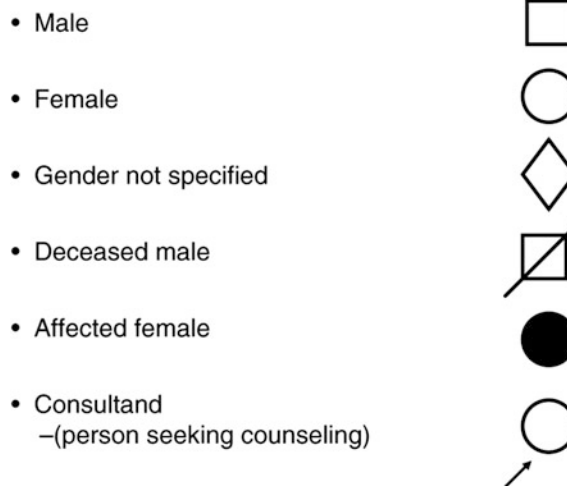 • Male
• Female
• Gender not specified
• Deceased male
• Affected female
• Consultand
–(person seeking counseling)